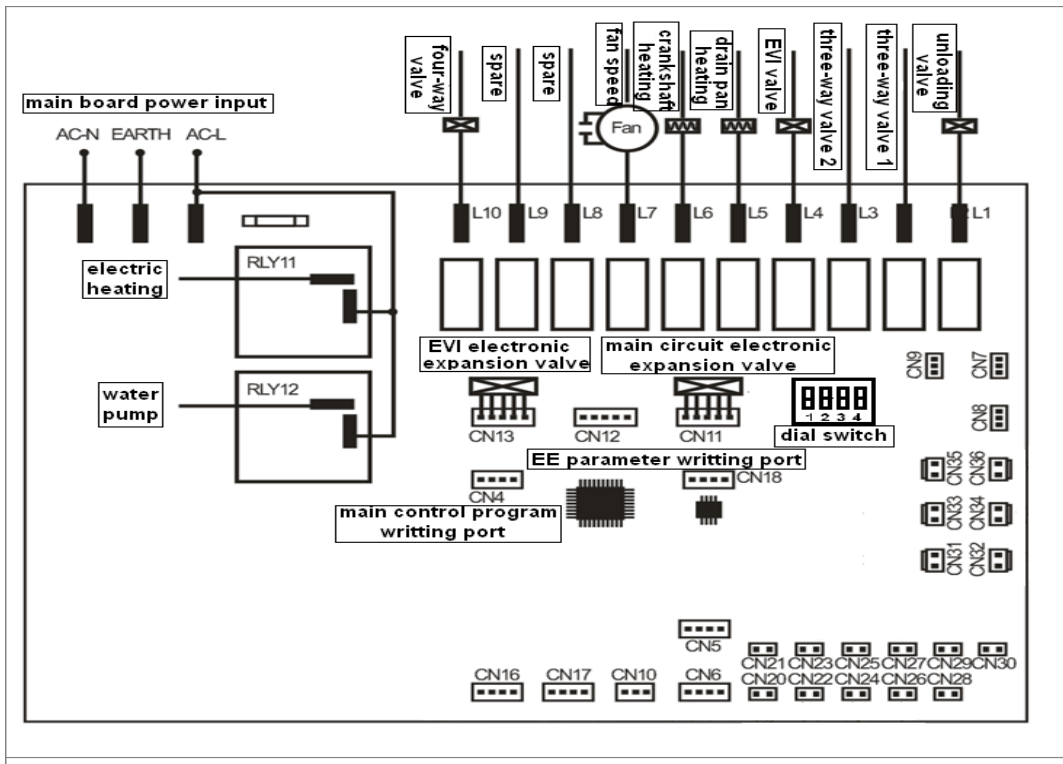 four-way
valve
spare
spare
fan speed
crankshaft
heating
drain pan
heating
EVI valve
three-way valve 2
three-way valve 1
unloading
valve
main board power input
AC-N EARTH AC-L
Fan
L10 L9 L8 L7 L6 L5 L4 L3 L1
RLY11
electric
heating
EVI electronic
expansion valve
main circuit electronic
expansion valve
CN9
CN7
RLY12
water
pump
1 2 3 4
CN8
CN13 CN12 CN11
dial switch
EE parameter writting port
CN35 CN36
CN4 CN18
main control program
writting port
CN33 CN34
CN31 CN32
CN5
CN21 CN23 CN25 CN27 CN29 CN30
CN16 CN17 CN10 CN6 CN20 CN22 CN24 CN26 CN28